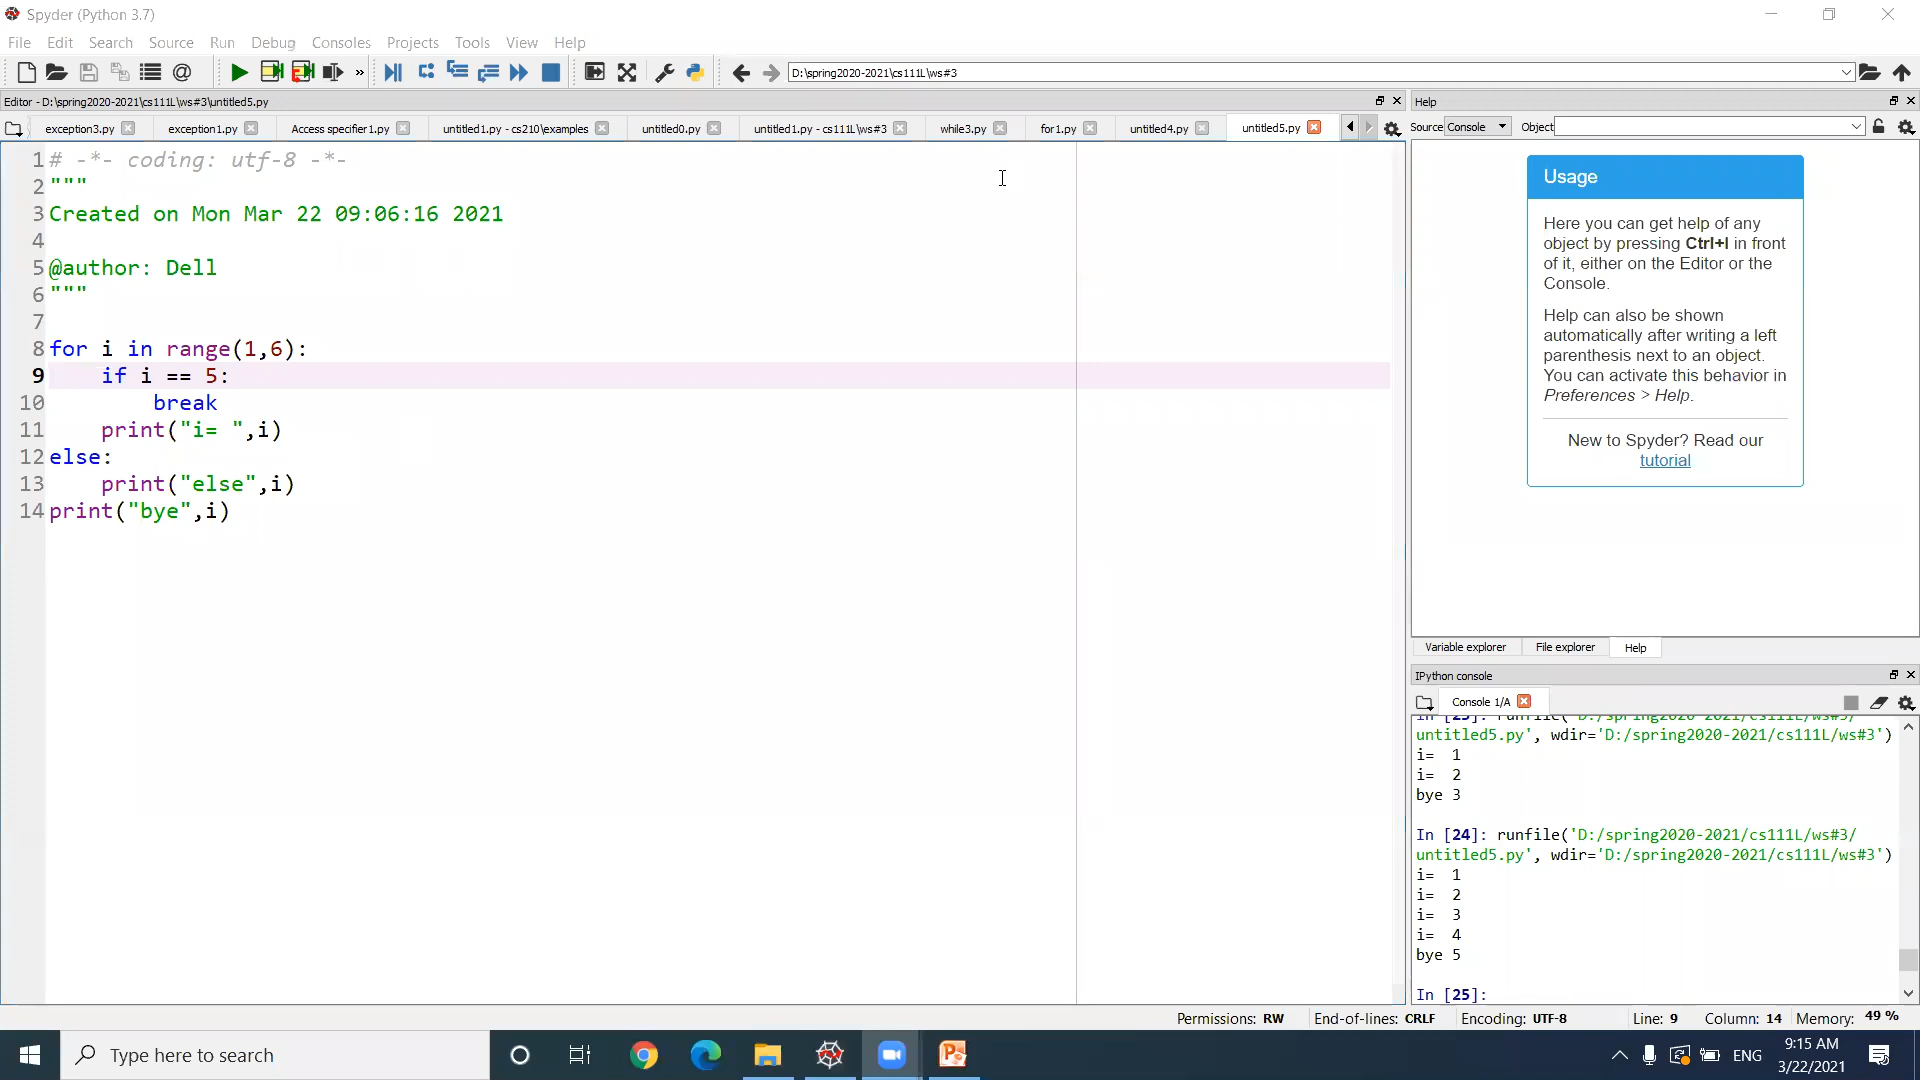 Spyder (Python 3.7)
File Edit Search Source Run Debug Consoles Projects Tools View Help
D:\spring2020-2021\cs111L\ws#3
Editor - D:\spring2020-2021\cs111L\ws#3\untitled5.py
exception3.py exception1.py Access specifier1.py untitled1.py - cs210\examples untitled0.py untitled1.py - cs111L\ws#3 while3.py for1.py untitled4.py untitled5.py
1 # -*- coding: utf-8 -*-
2 """
3 Created on Mon Mar 22 09:06:16 2021
4
5 @author: Dell
6 """
7
8 for i in range(1,6):
9     if i == 5:
10         break
11     print("i= ",i)
12 else:
13     print("else",i)
14 print("bye",i)
Help
Source Console Object
Usage
Here you can get help of any
object by pressing Ctrl+I in front
of it, either on the Editor or the
Console.
Help can also be shown
automatically after writing a left
parenthesis next to an object.
You can activate this behavior in
Preferences > Help.
New to Spyder? Read our
tutorial
Variable explorer File explorer Help
IPython console
Console 1/A
In [23]: runfile('D:/spring2020-2021/cs111L/ws#3/
untitled5.py', wdir='D:/spring2020-2021/cs111L/ws#3')
i=  1
i=  2
bye 3
In [24]: runfile('D:/spring2020-2021/cs111L/ws#3/
untitled5.py', wdir='D:/spring2020-2021/cs111L/ws#3')
i=  1
i=  2
i=  3
i=  4
bye 5
In [25]:
Permissions: RW End-of-lines: CRLF Encoding: UTF-8 Line: 9 Column: 14 Memory: 49 %
Type here to search
ENG
9:15 AM
3/22/2021